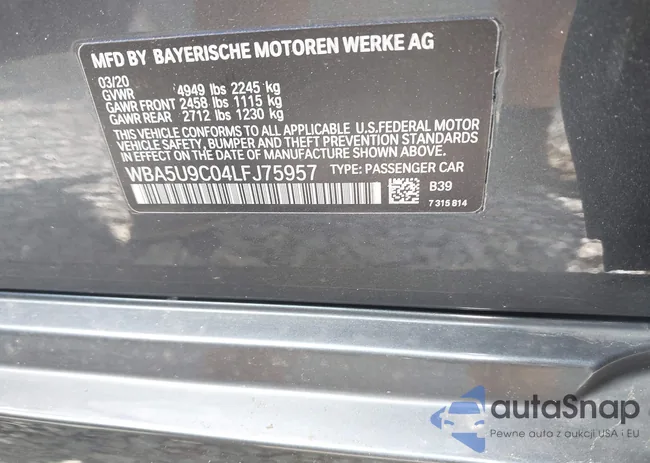 MFD BY BAYERISCHE MOTOREN WERKE AG
03/20
GVWR 4949 lbs 2245 kg
GAWR FRONT 2458 lbs 1115 kg
GAWR REAR 2712 lbs 1230 kg
THIS VEHICLE CONFORMS TO ALL APPLICABLE U.S.FEDERAL MOTOR
VEHICLE SAFETY, BUMPER AND THEFT PREVENTION STANDARDS
IN EFFECT ON THE DATE OF MANUFACTURE SHOWN ABOVE.
WBA5U9C04LFJ75957 TYPE: PASSENGER CAR
B39
7 315 814
autaSnap
Pewne auto z aukcji USA i EU